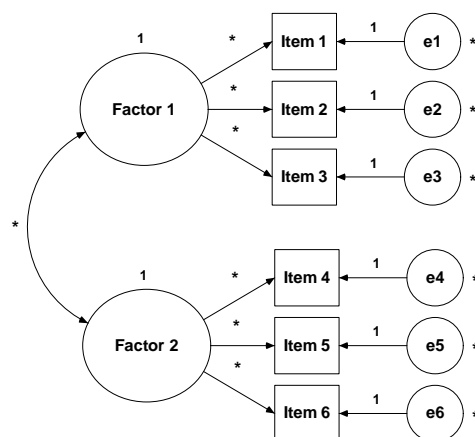 1
* Item 1 1 e1 *
Factor 1 * Item 2 1 e2 *
* Item 3 1 e3 *
*
1
* Item 4 1 e4 *
Factor 2 * Item 5 1 e5 *
* Item 6 1 e6 *